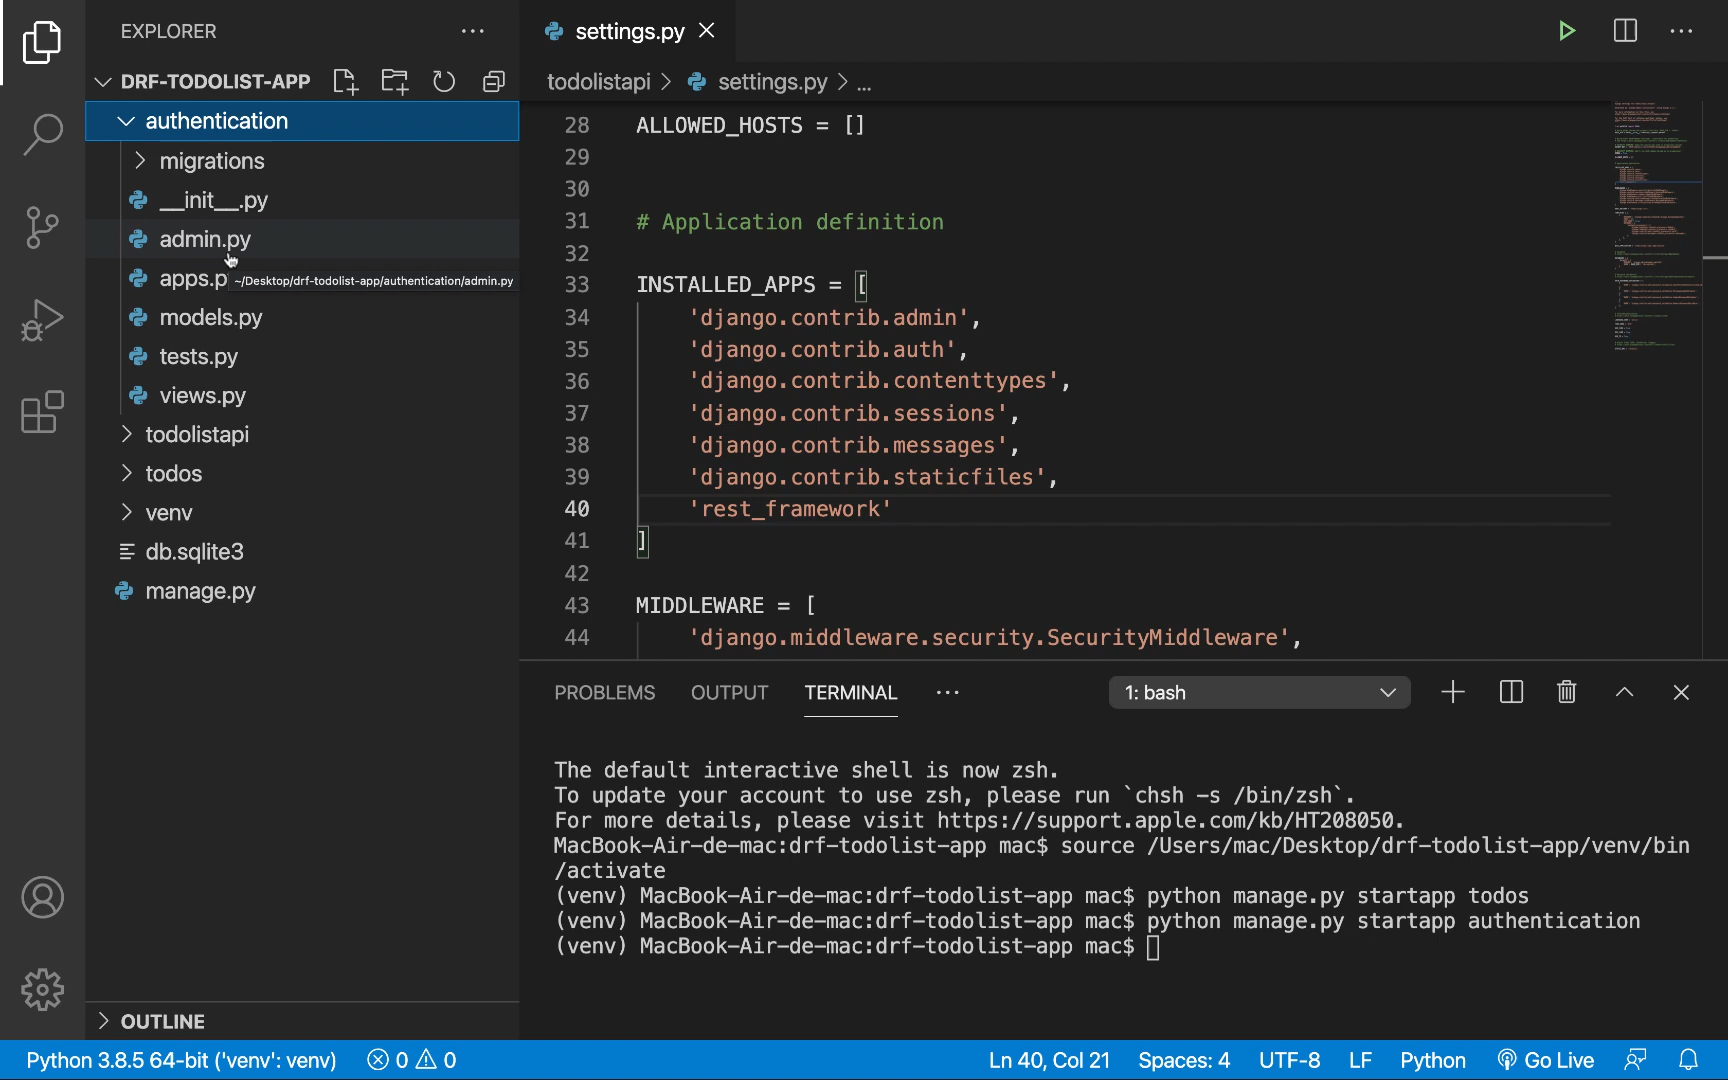 EXPLORER
DRF-TODOLIST-APP
authentication
migrations
__init__.py
admin.py
apps.p
~/Desktop/drf-todolist-app/authentication/admin.py
models.py
tests.py
views.py
todolistapi
todos
venv
db.sqlite3
manage.py
OUTLINE
settings.py
todolistapi > settings.py > ...
28 ALLOWED_HOSTS = []
29
30
31 # Application definition
32
33 INSTALLED_APPS = [
34 'django.contrib.admin',
35 'django.contrib.auth',
36 'django.contrib.contenttypes',
37 'django.contrib.sessions',
38 'django.contrib.messages',
39 'django.contrib.staticfiles',
40 'rest_framework'
41 ]
42
43 MIDDLEWARE = [
44 'django.middleware.security.SecurityMiddleware',
PROBLEMS OUTPUT TERMINAL ... 1: bash
The default interactive shell is now zsh.
To update your account to use zsh, please run `chsh -s /bin/zsh`.
For more details, please visit https://support.apple.com/kb/HT208050.
MacBook-Air-de-mac:drf-todolist-app mac$ source /Users/mac/Desktop/drf-todolist-app/venv/bin
/activate
(venv) MacBook-Air-de-mac:drf-todolist-app mac$ python manage.py startapp todos
(venv) MacBook-Air-de-mac:drf-todolist-app mac$ python manage.py startapp authentication
(venv) MacBook-Air-de-mac:drf-todolist-app mac$
Python 3.8.5 64-bit ('venv': venv) 0 0 Ln 40, Col 21 Spaces: 4 UTF-8 LF Python Go Live